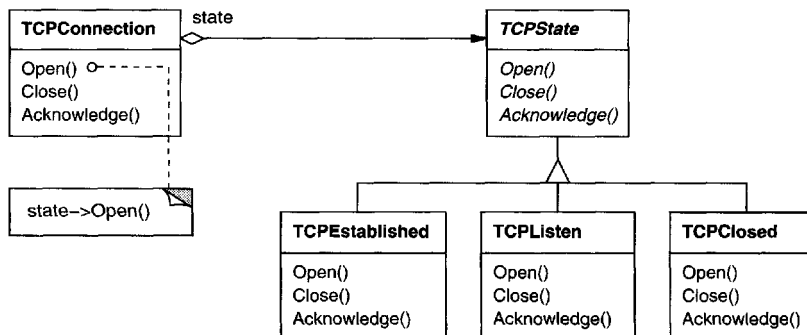 state
TCPConnection
Open()
Close()
Acknowledge()
state->Open()
TCPState
Open()
Close()
Acknowledge()
TCPEstablished
Open()
Close()
Acknowledge()
TCPListen
Open()
Close()
Acknowledge()
TCPClosed
Open()
Close()
Acknowledge()